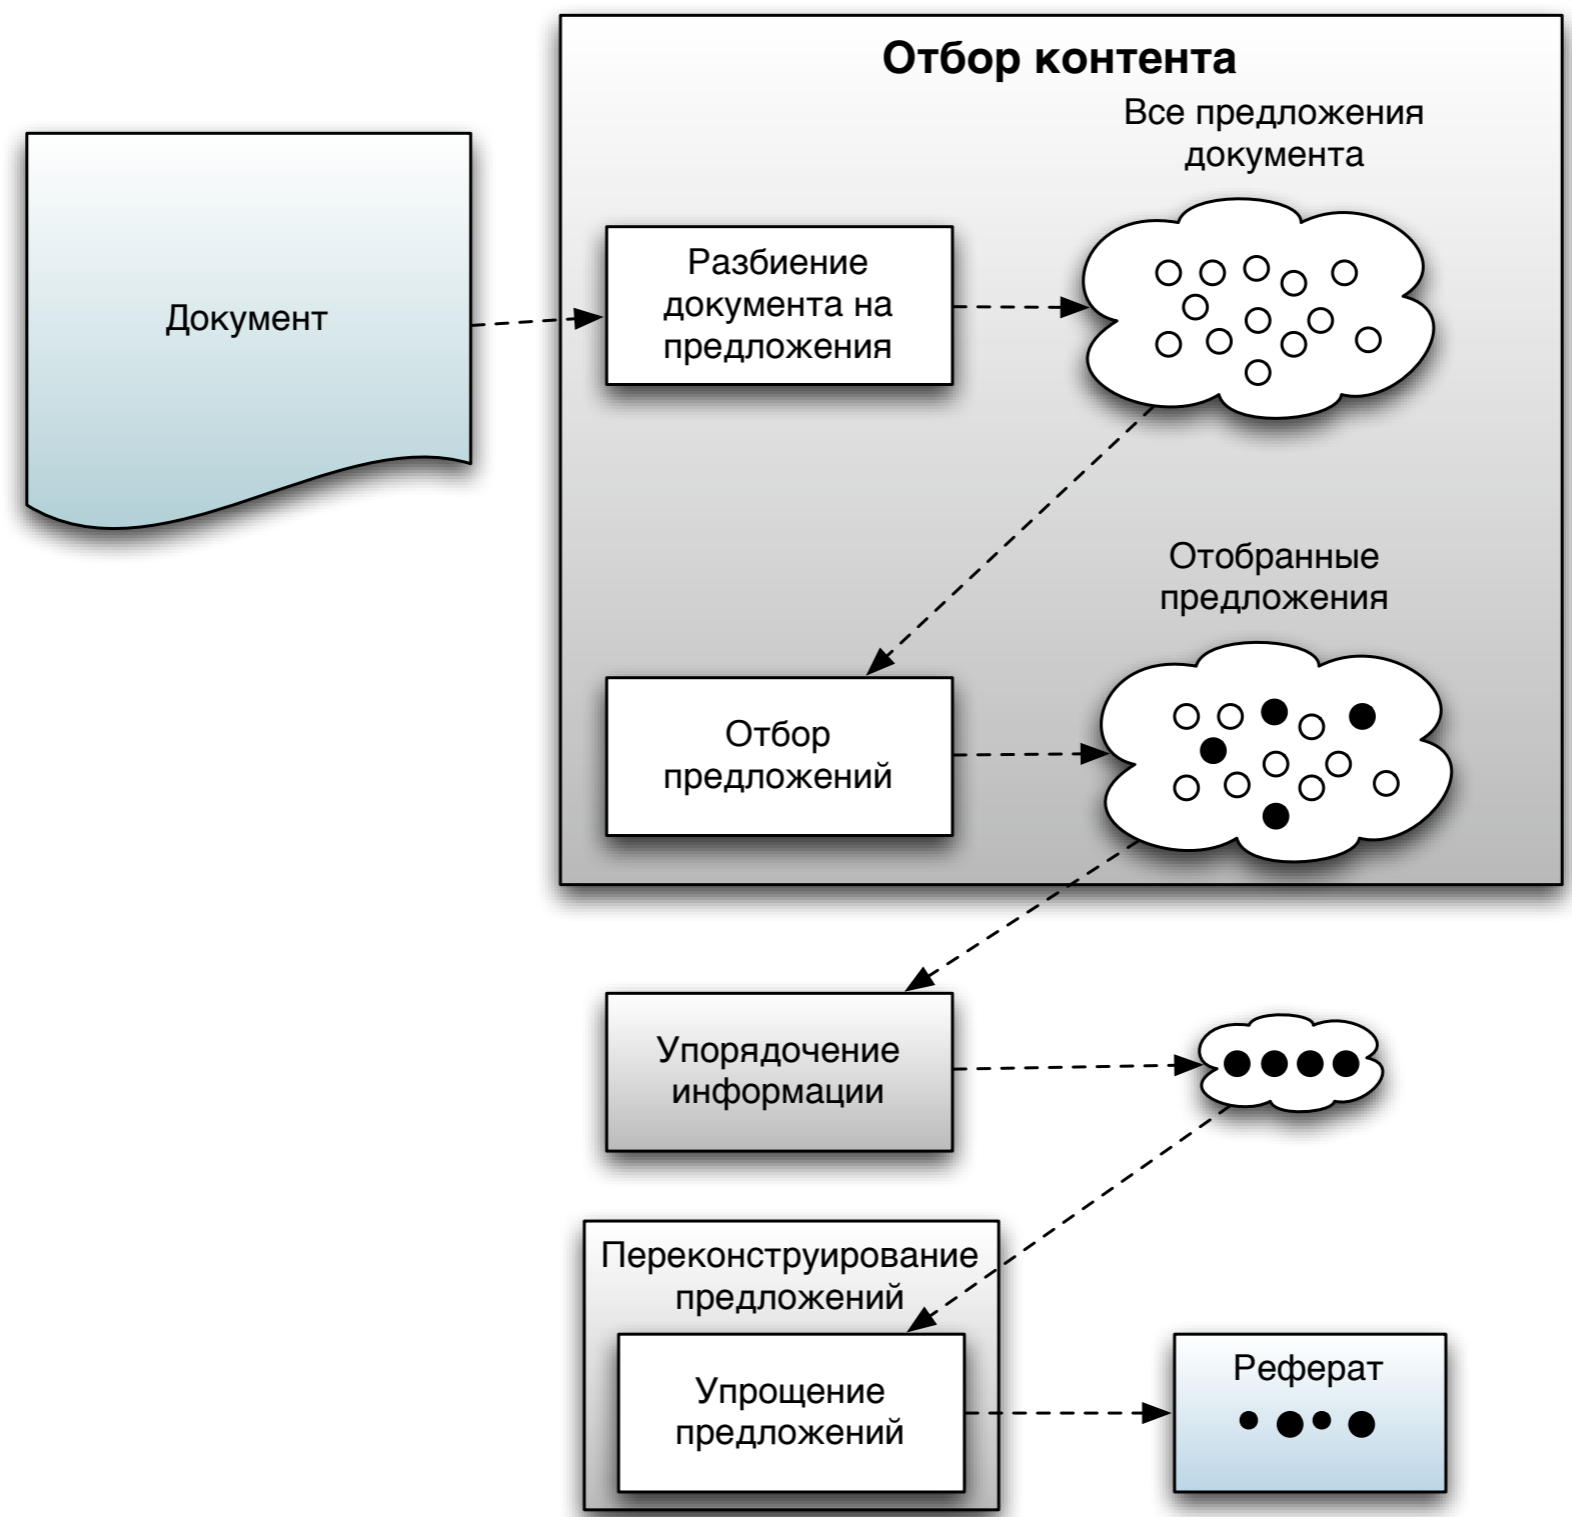 Отбор контента
Все предложения
документа
Документ
Разбиение
документа на
предложения
Отобранные
предложения
Отбор
предложений
Упорядочение
информации
Переконструирование
предложений
Упрощение
предложений
Реферат